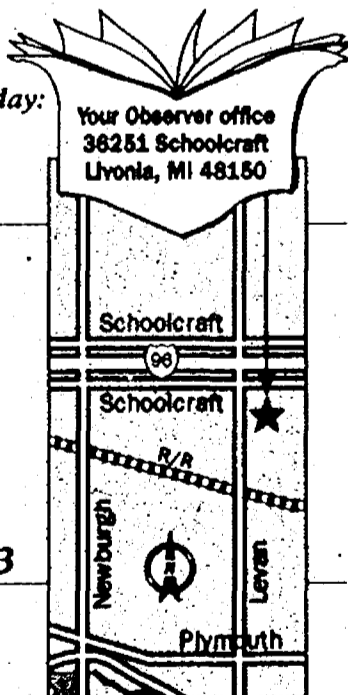 day:
Your Observer office
36251 Schoolcraft
Livonia, MI 48150
Schoolcraft
96
Schoolcraft
R/R
Newburgh
Levan
3
Plymouth